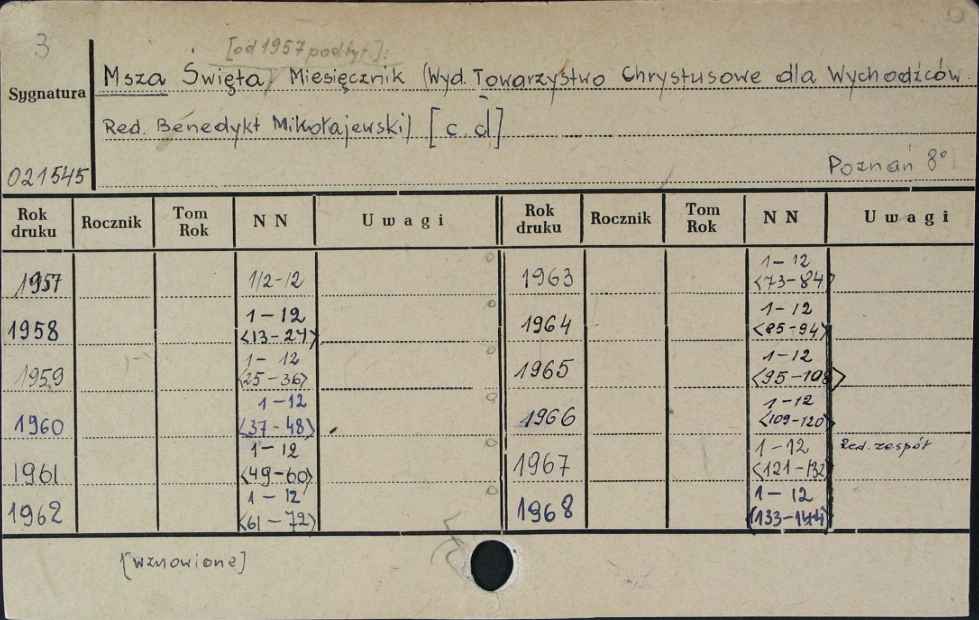 3
[od 1957 podtyt.]:
Msza Święta) Miesięcznik (Wyd. Towarzystwo Chrystusowe dla Wychodźców.
Sygnatura
Red. Benedykt Mikołajewski) [c.d]
021545
Poznań 8°
Rok druku Rocznik Tom Rok N N Uwagi Rok druku Rocznik Tom Rok N N Uwagi
1957 1/2-12 1963 1-12
<73-84>
1958 1-12 1964 1-12
<13-24> <85-94>
1959 1-12 1965 1-12
<25-36> <95-108>
1960 1-12 1966 1-12
<37-48> <109-120>
1961 1-12 1967 1-12 Red. zespół
<49-60> <121-132>
1962 1-12 1968 1-12
<61-72> <133-144>
[wznowione]